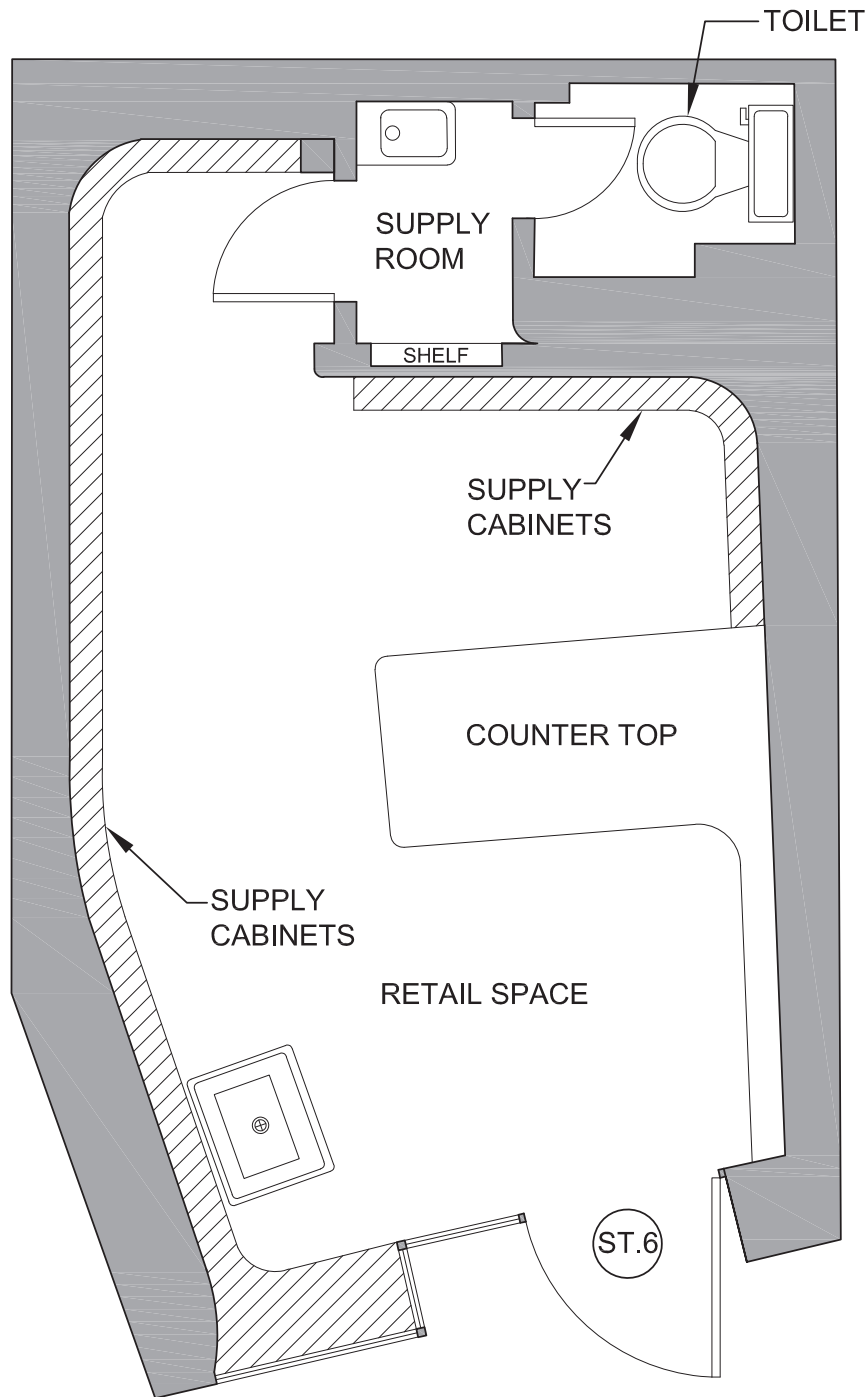 TOILET
SUPPLY
ROOM
SHELF
SUPPLY
CABINETS
COUNTER TOP
SUPPLY
CABINETS
RETAIL SPACE
ST.6